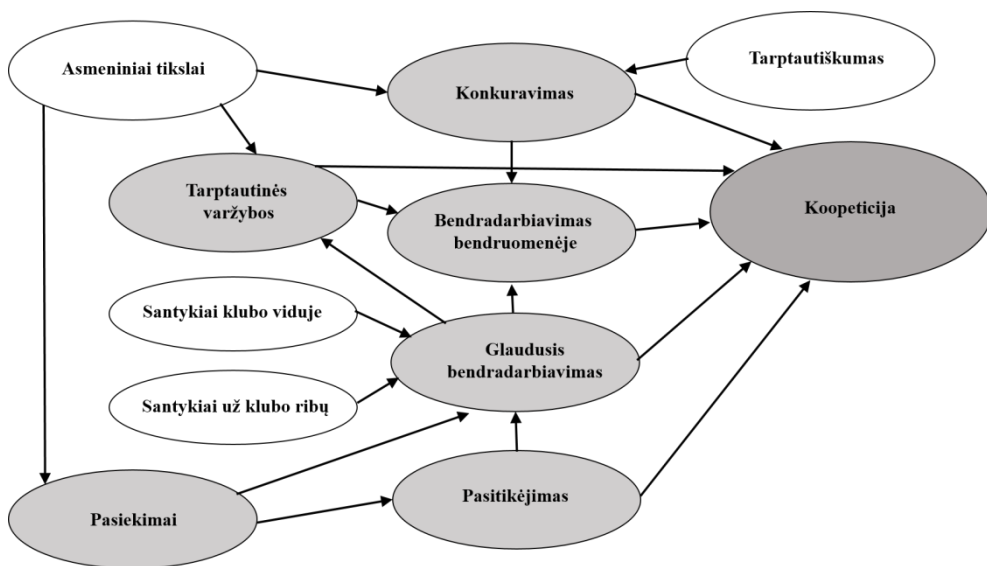 Asmeniniai tikslai
Tarptautiškumas
Konkuravimas
Tarptautinės
varžybos
Bendradarbiavimas
bendruomenėje
Koopeticija
Santykiai klubo viduje
Glaudusis
bendradarbiavimas
Santykiai už klubo ribų
Pasitikėjimas
Pasiekimai